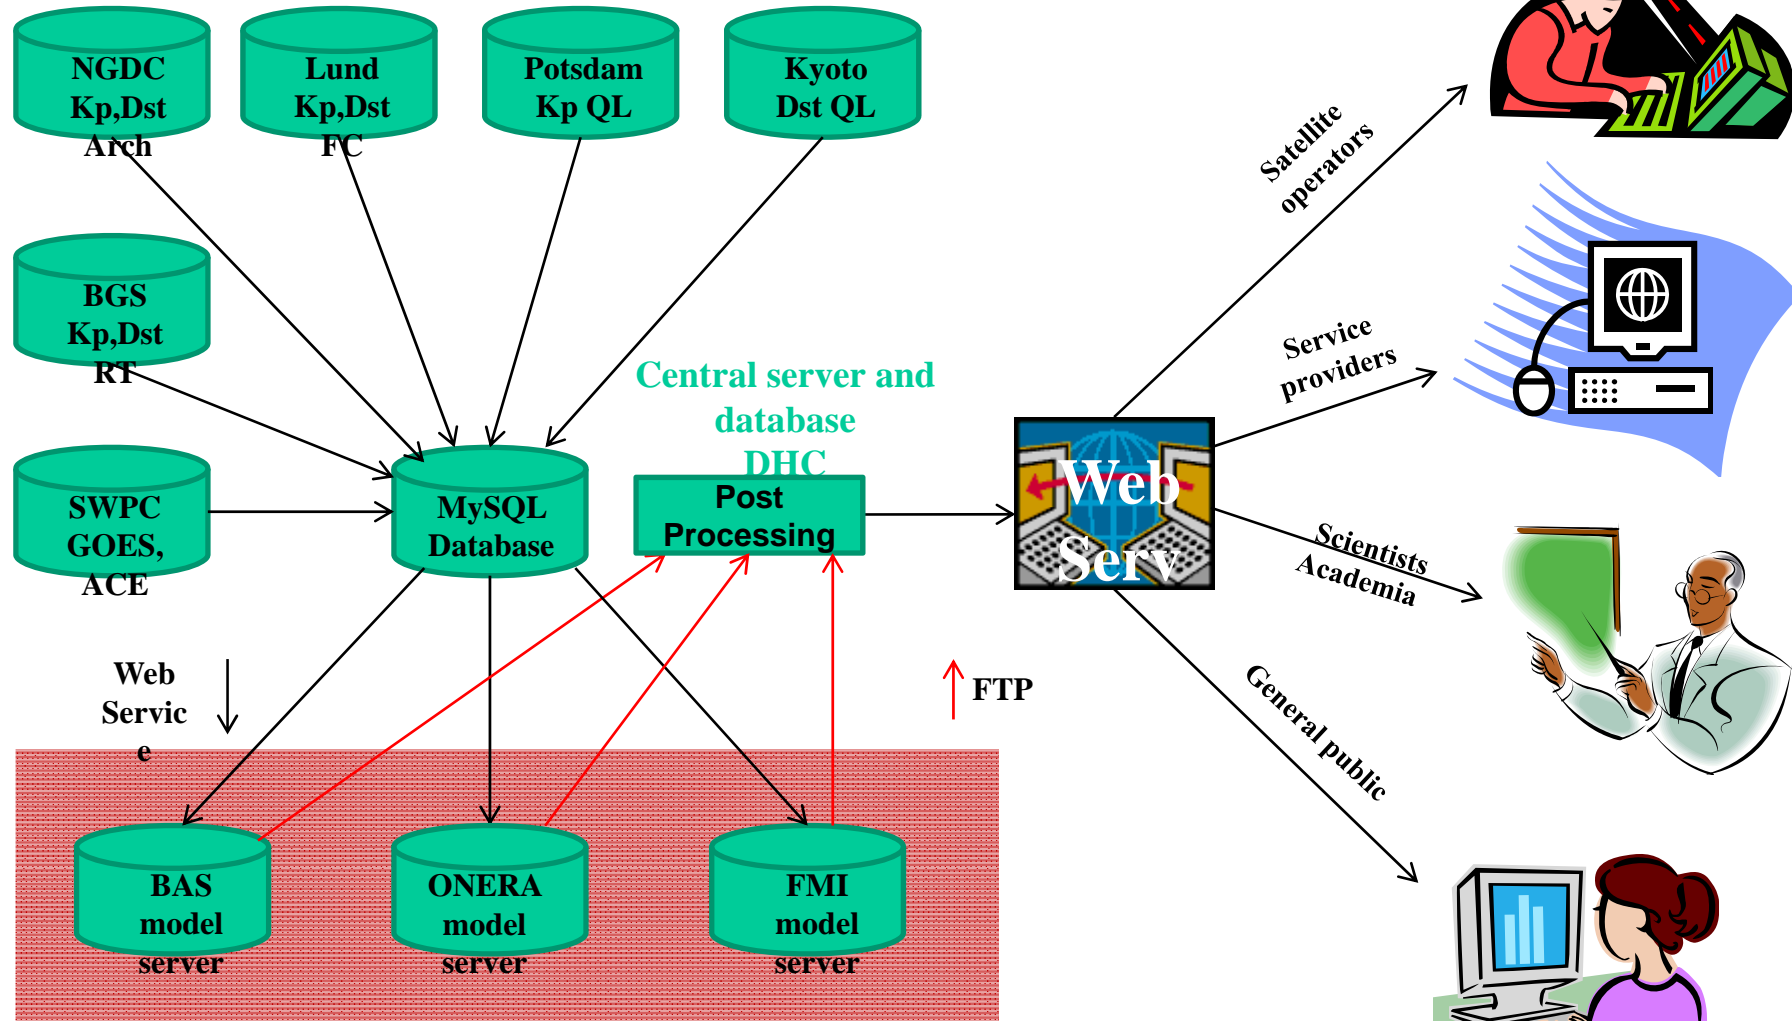 NGDC
Kp,Dst
Arch
Lund
Kp,Dst
FC
Potsdam
Kp QL
Kyoto
Dst QL
BGS
Kp,Dst
RT
SWPC
GOES,
ACE
MySQL
Database
Central server and
database
DHC
Post
Processing
Web
Serv
Satellite
operators
Service
providers
Scientists
Academia
General public
Web
Servic
e
FTP
BAS
model
server
ONERA
model
server
FMI
model
server